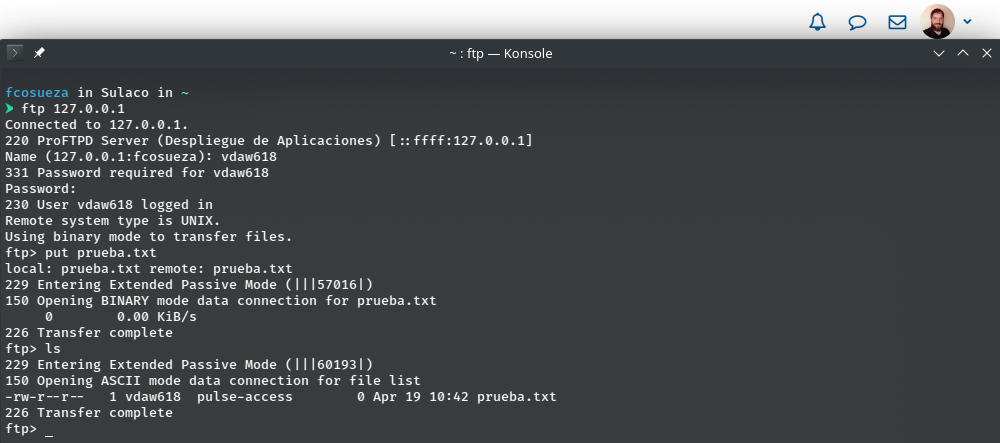 ~ : ftp — Konsole
fcosueza in Sulaco in ~
❯ ftp 127.0.0.1
Connected to 127.0.0.1.
220 ProFTPD Server (Despliegue de Aplicaciones) [::ffff:127.0.0.1]
Name (127.0.0.1:fcosueza): vdaw618
331 Password required for vdaw618
Password:
230 User vdaw618 logged in
Remote system type is UNIX.
Using binary mode to transfer files.
ftp> put prueba.txt
local: prueba.txt remote: prueba.txt
229 Entering Extended Passive Mode (|||57016|)
150 Opening BINARY mode data connection for prueba.txt
     0        0.00 KiB/s
226 Transfer complete
ftp> ls
229 Entering Extended Passive Mode (|||60193|)
150 Opening ASCII mode data connection for file list
-rw-r--r--   1 vdaw618  pulse-access        0 Apr 19 10:42 prueba.txt
226 Transfer complete
ftp> _